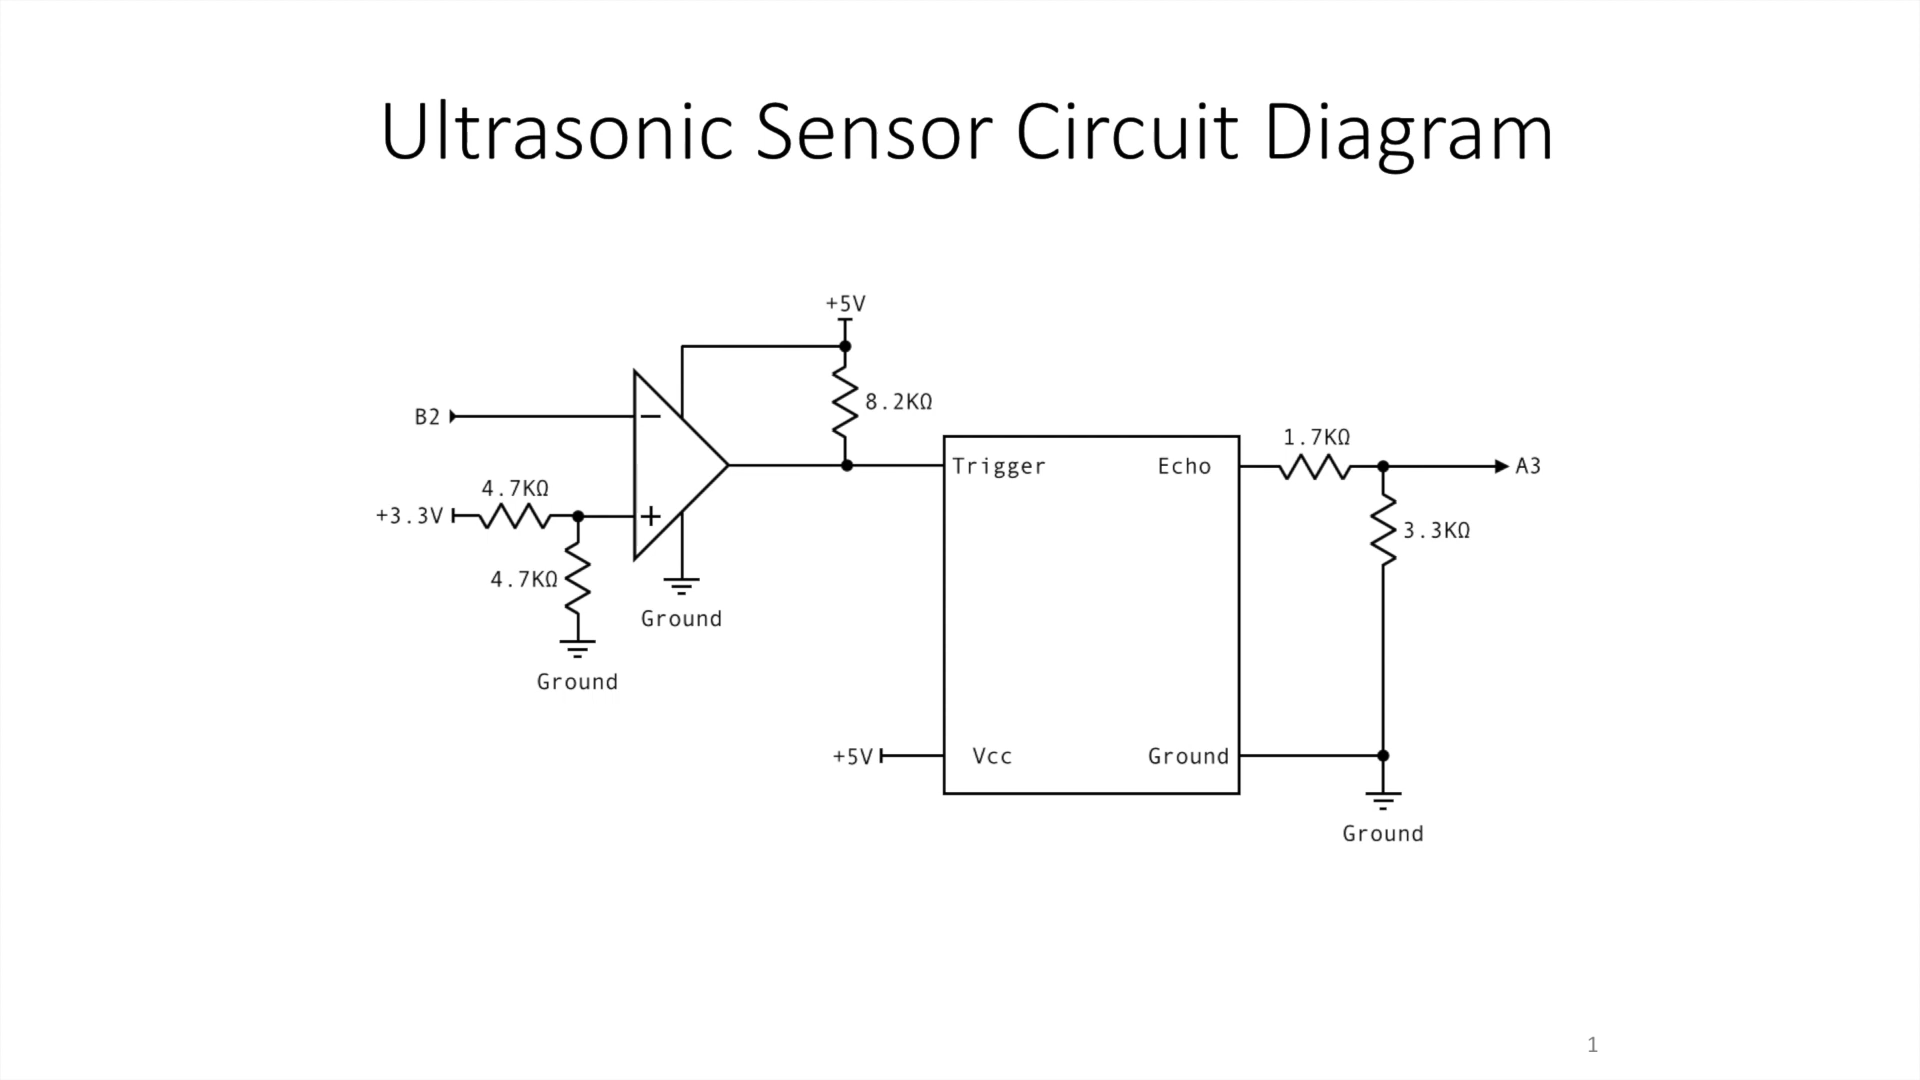 Ultrasonic Sensor Circuit Diagram
+5V
8.2KΩ
B2
−
Trigger
Echo
1.7KΩ
A3
4.7KΩ
+3.3V
+
3.3KΩ
4.7KΩ
Ground
Ground
+5V
Vcc
Ground
Ground
1